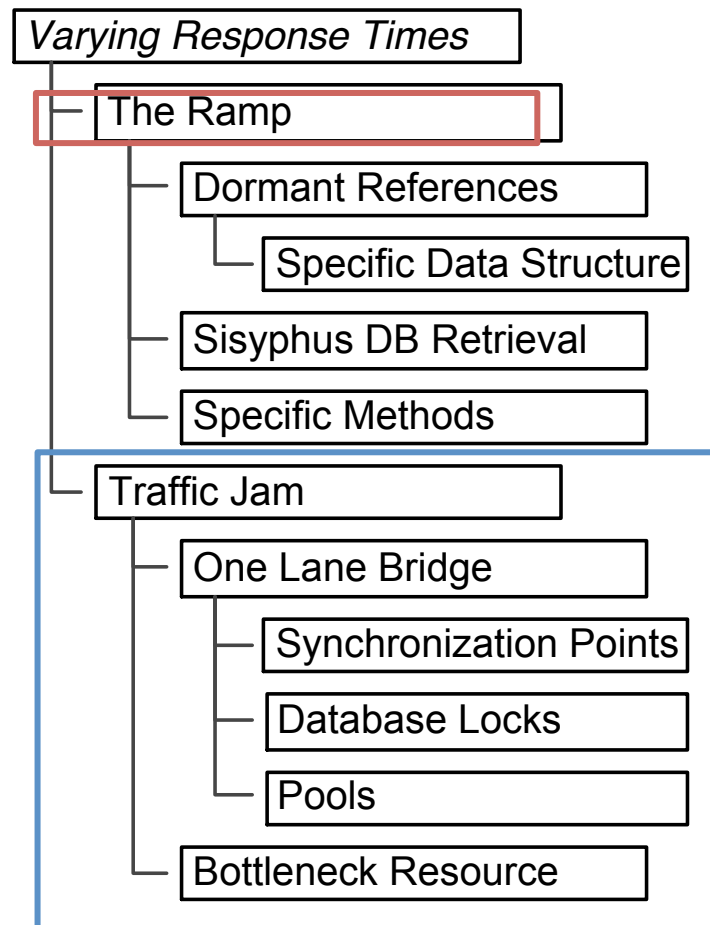 Varying Response Times
The Ramp
Dormant References
Specific Data Structure
Sisyphus DB Retrieval
Specific Methods
Traffic Jam
One Lane Bridge
Synchronization Points
Database Locks
Pools
Bottleneck Resource